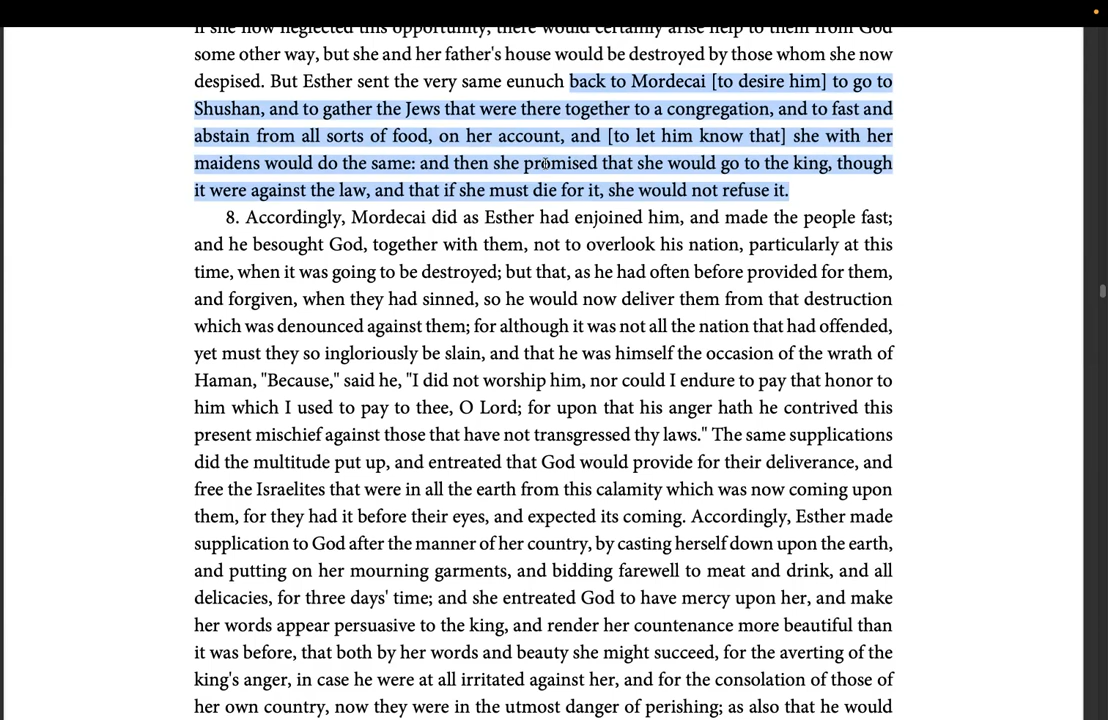 if she now neglected this opportunity, there would certainly arise help to them from God
some other way, but she and her father's house would be destroyed by those whom she now
despised. But Esther sent the very same eunuch back to Mordecai [to desire him] to go to
Shushan, and to gather the Jews that were there together to a congregation, and to fast and
abstain from all sorts of food, on her account, and [to let him know that] she with her
maidens would do the same: and then she promised that she would go to the king, though
it were against the law, and that if she must die for it, she would not refuse it.
8. Accordingly, Mordecai did as Esther had enjoined him, and made the people fast;
and he besought God, together with them, not to overlook his nation, particularly at this
time, when it was going to be destroyed; but that, as he had often before provided for them,
and forgiven, when they had sinned, so he would now deliver them from that destruction
which was denounced against them; for although it was not all the nation that had offended,
yet must they so ingloriously be slain, and that he was himself the occasion of the wrath of
Haman, "Because," said he, "I did not worship him, nor could I endure to pay that honor to
him which I used to pay to thee, O Lord; for upon that his anger hath he contrived this
present mischief against those that have not transgressed thy laws." The same supplications
did the multitude put up, and entreated that God would provide for their deliverance, and
free the Israelites that were in all the earth from this calamity which was now coming upon
them, for they had it before their eyes, and expected its coming. Accordingly, Esther made
supplication to God after the manner of her country, by casting herself down upon the earth,
and putting on her mourning garments, and bidding farewell to meat and drink, and all
delicacies, for three days' time; and she entreated God to have mercy upon her, and make
her words appear persuasive to the king, and render her countenance more beautiful than
it was before, that both by her words and beauty she might succeed, for the averting of the
king's anger, in case he were at all irritated against her, and for the consolation of those of
her own country, now they were in the utmost danger of perishing; as also that he would